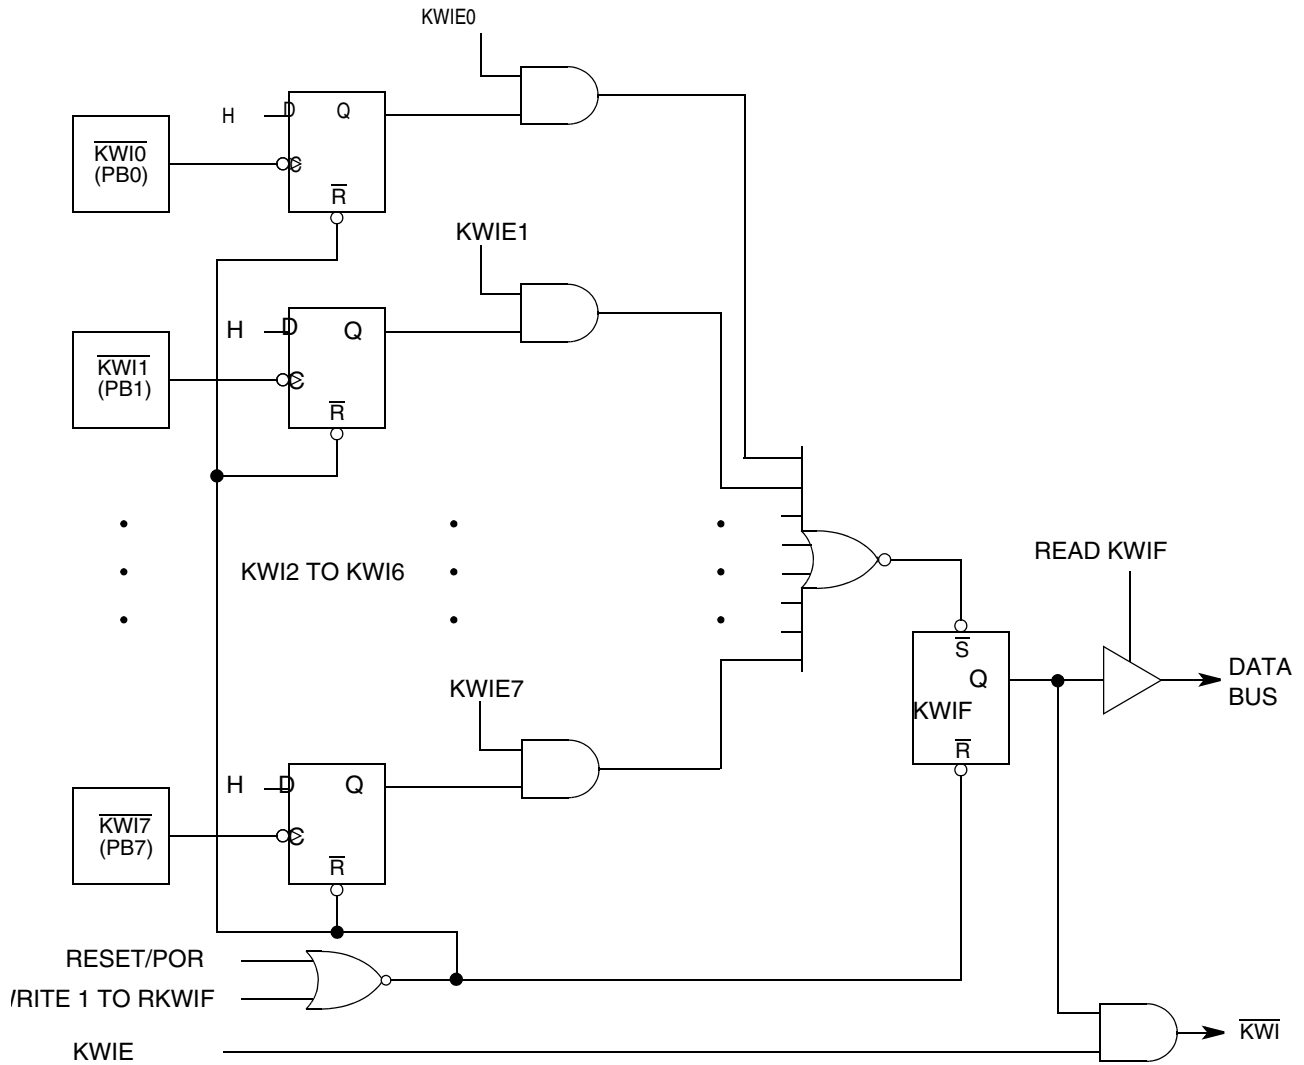 KWIE0
H D Q
KWI0
(PB0)
C
R
KWIE1
H D Q
KWI1
(PB1)
C
R
KWI2 TO KWI6
READ KWIF
S
Q
DATA
BUS
KWIF
R
KWIE7
H D Q
KWI7
(PB7)
C
R
RESET/POR
/RITE 1 TO RKWIF
KWIE
KWI